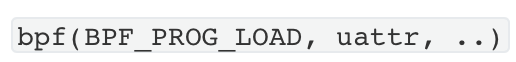 bpf(BPF_PROG_LOAD, uattr, ..)